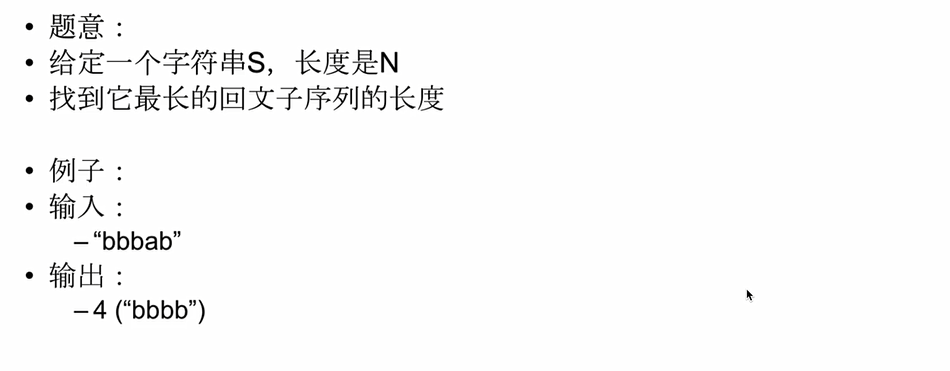 • 题意：
• 给定一个字符串S，长度是N
• 找到它最长的回文子序列的长度
• 例子：
• 输入：
– “bbbab”
• 输出：
– 4 (“bbbb”)